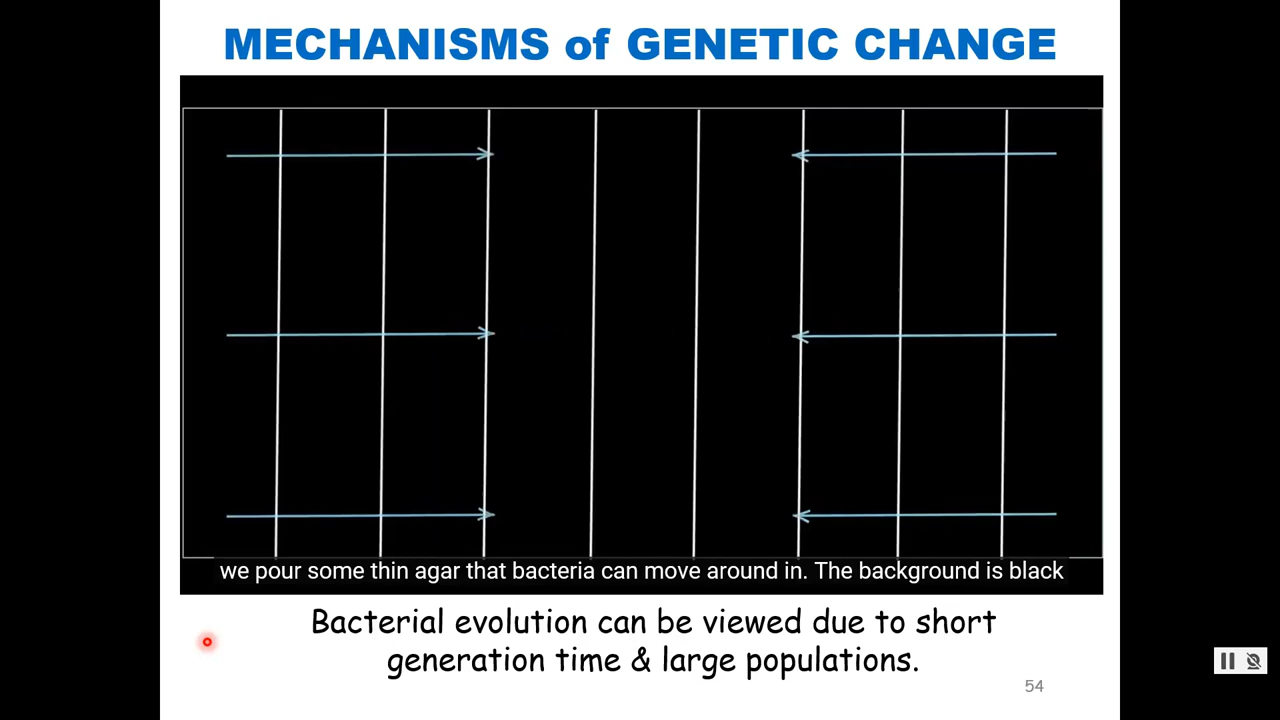 MECHANISMS of GENETIC CHANGE
we pour some thin agar that bacteria can move around in. The background is black
Bacterial evolution can be viewed due to short
generation time & large populations.
54